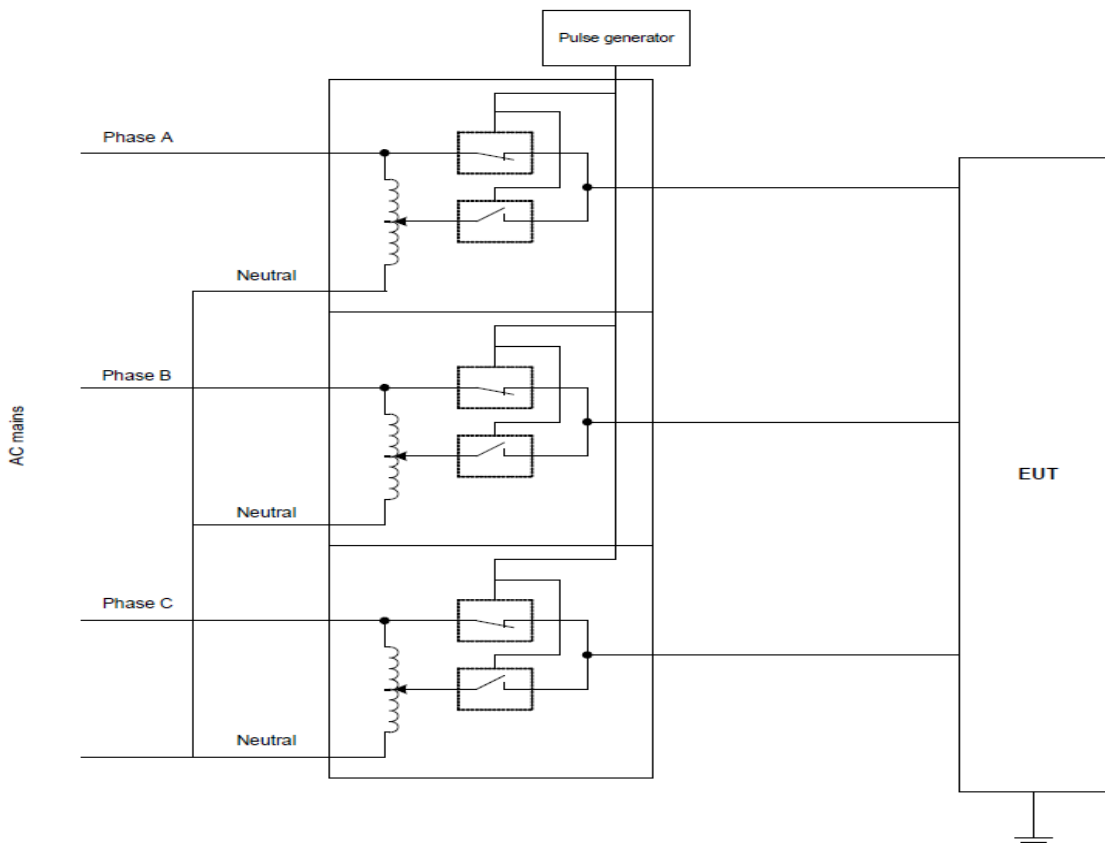 Pulse generator
Phase A
Neutral
Phase B
Neutral
AC mains
EUT
Phase C
Neutral